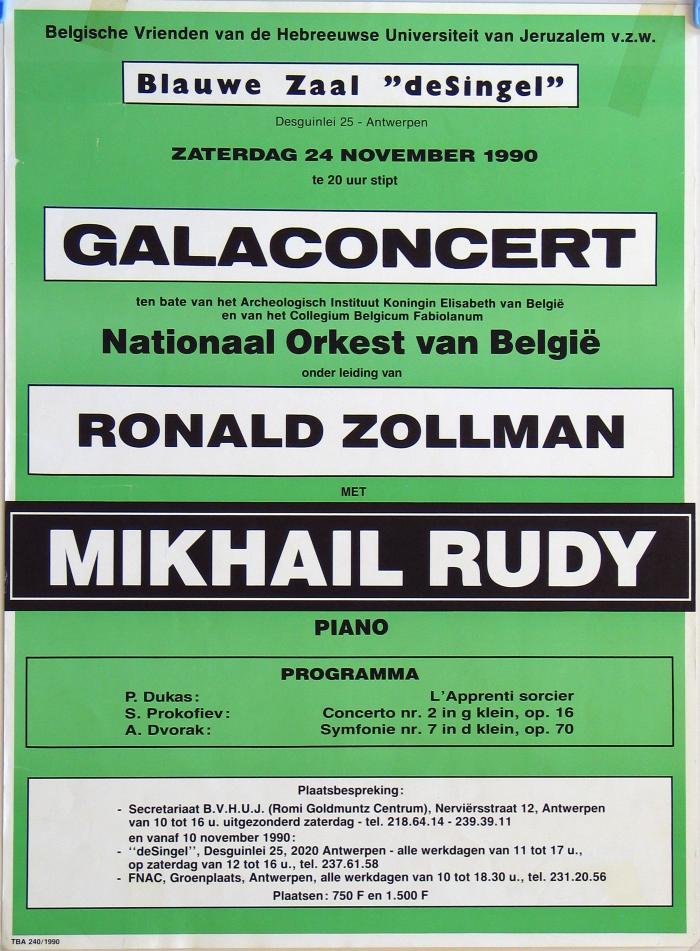 Belgische Vrienden van de Hebreeuwse Universiteit van Jeruzalem v.z.w.
Blauwe Zaal ”deSingel”
Desguinlei 25 - Antwerpen
ZATERDAG 24 NOVEMBER 1990
te 20 uur stipt
GALACONCERT
ten bate van het Archeologisch Instituut Koningin Elisabeth van België
en van het Collegium Belgicum Fabiolanum
Nationaal Orkest van België
onder leiding van
RONALD ZOLLMAN
MET
MIKHAIL RUDY
PIANO
PROGRAMMA
P. Dukas: L'Apprenti sorcier
S. Prokofiev: Concerto nr. 2 in g klein, op. 16
A. Dvorak: Symfonie nr. 7 in d klein, op. 70
Plaatsbespreking:
- Secretariaat B.V.H.U.J. (Romi Goldmuntz Centrum), Nerviërsstraat 12, Antwerpen
van 10 tot 16 u. uitgezonderd zaterdag - tel. 218.64.14 - 239.39.11
en vanaf 10 november 1990:
- ‘‘deSingel’’, Desguinlei 25, 2020 Antwerpen - alle werkdagen van 11 tot 17 u.,
op zaterdag van 12 tot 16 u., tel. 237.61.58
- FNAC, Groenplaats, Antwerpen, alle werkdagen van 10 tot 18.30 u., tel. 231.20.56
Plaatsen: 750 F en 1.500 F
TBA 240/1990